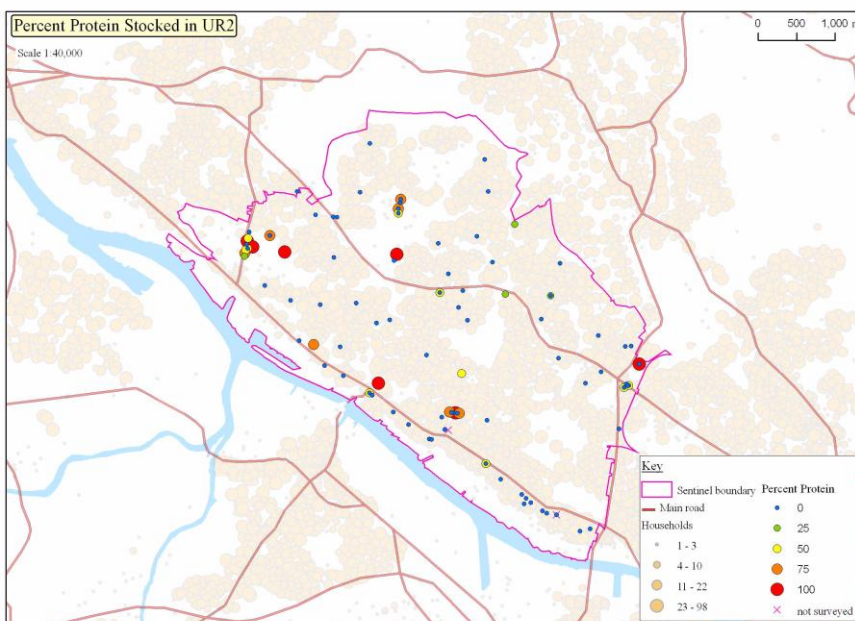 Percent Protein Stocked in UR2
Scale 1:40,000
0 500 1,000 m
Key
Sentinel boundary
Main road
Households
1 - 3
4 - 10
11 - 22
23 - 98
Percent Protein
0
25
50
75
100
not surveyed